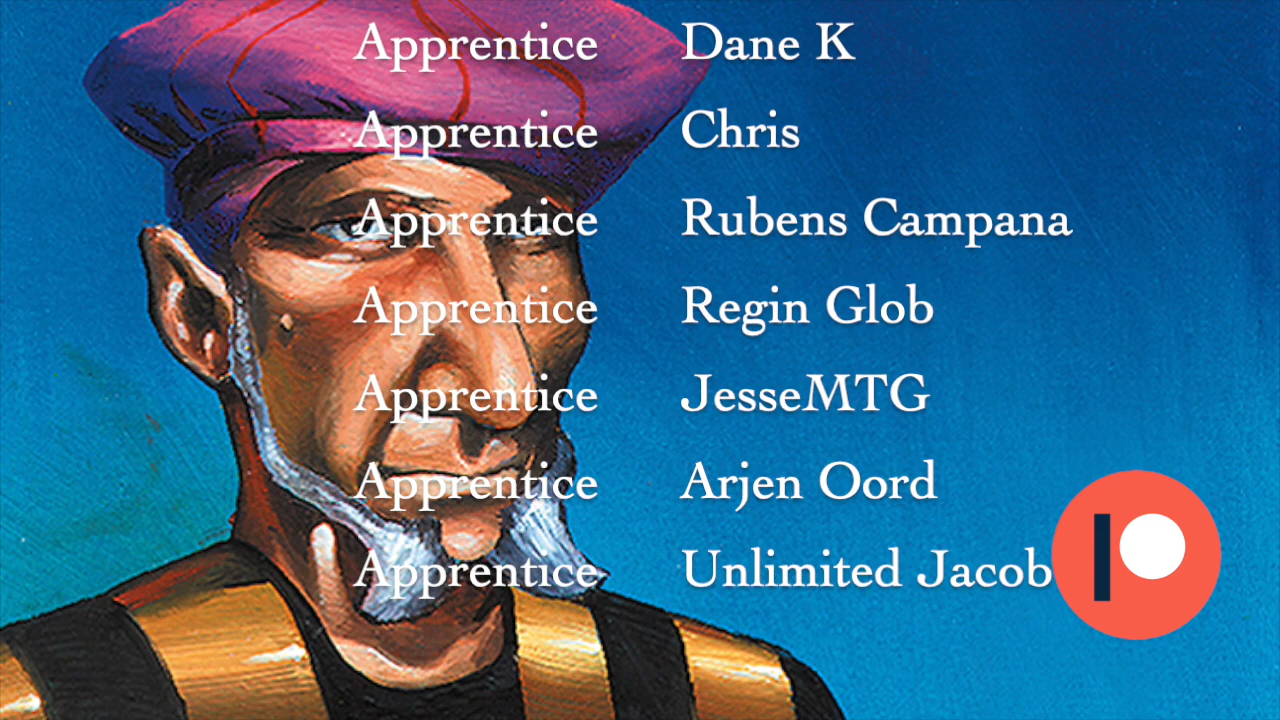 Apprentice Dane K
Apprentice Chris
Apprentice Rubens Campana
Apprentice Regin Glob
Apprentice JesseMTG
Apprentice Arjen Oord
Apprentice Unlimited Jacob